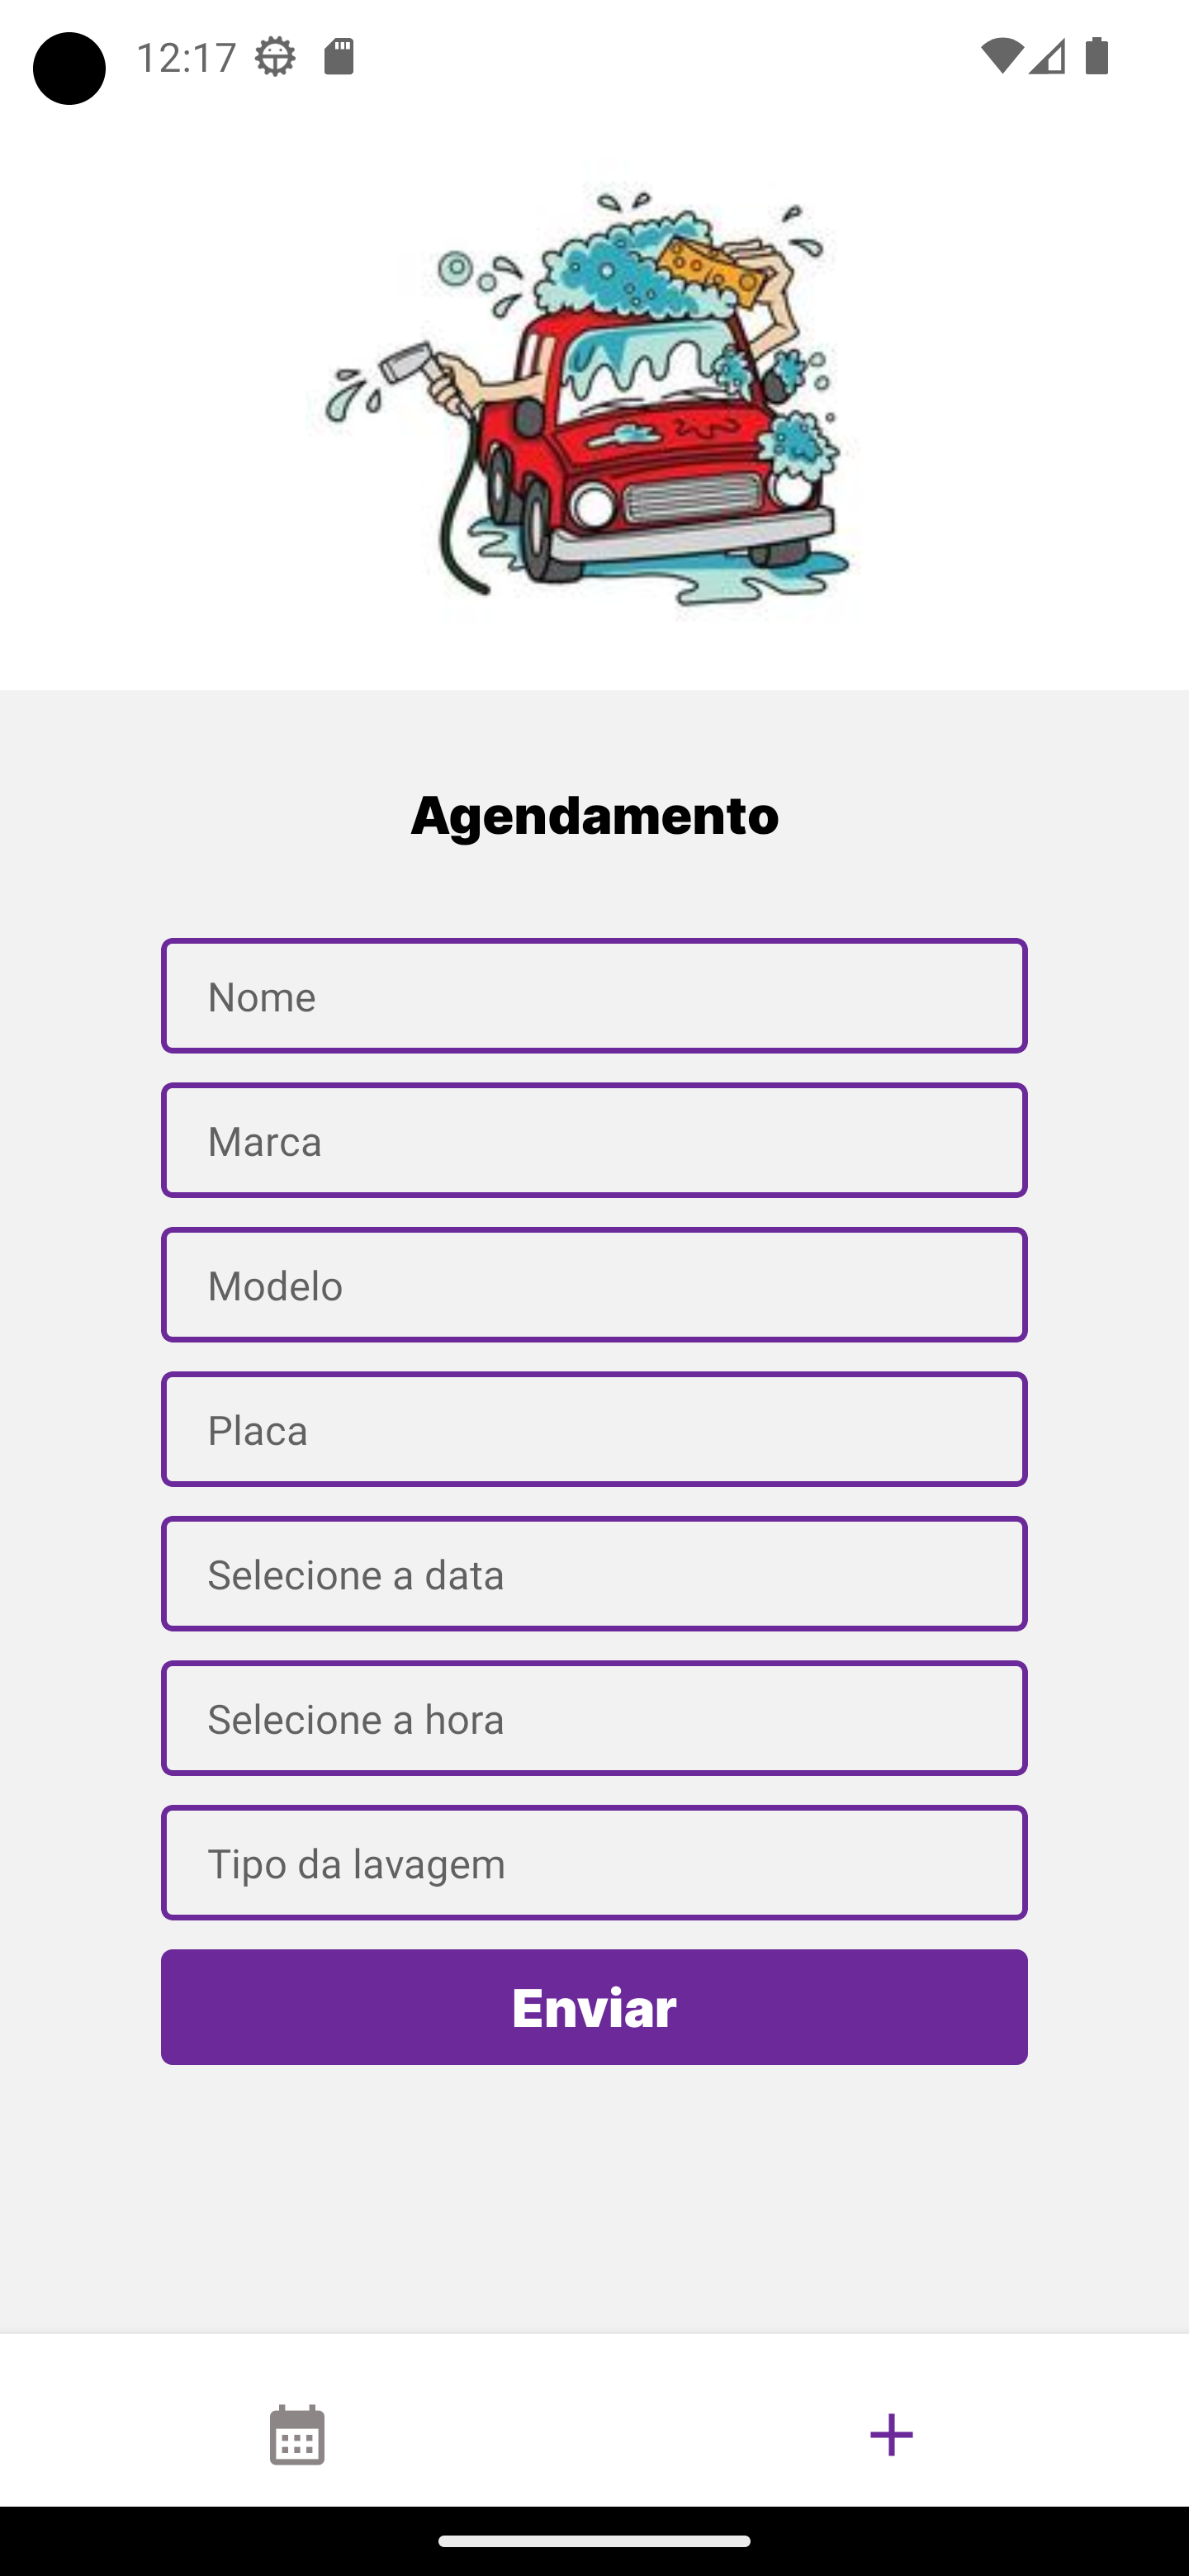 12:17
Agendamento
Nome
Marca
Modelo
Placa
Selecione a data
Selecione a hora
Tipo da lavagem
Enviar